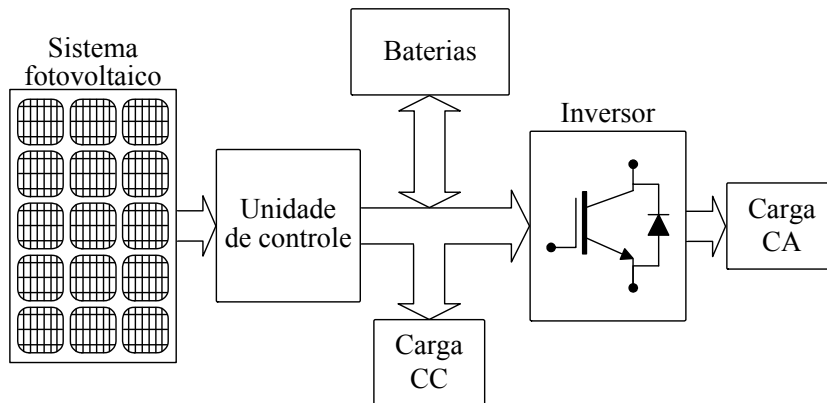 Sistema
fotovoltaico
Baterias
Inversor
Unidade
de controle
Carga
CA
Carga
CC